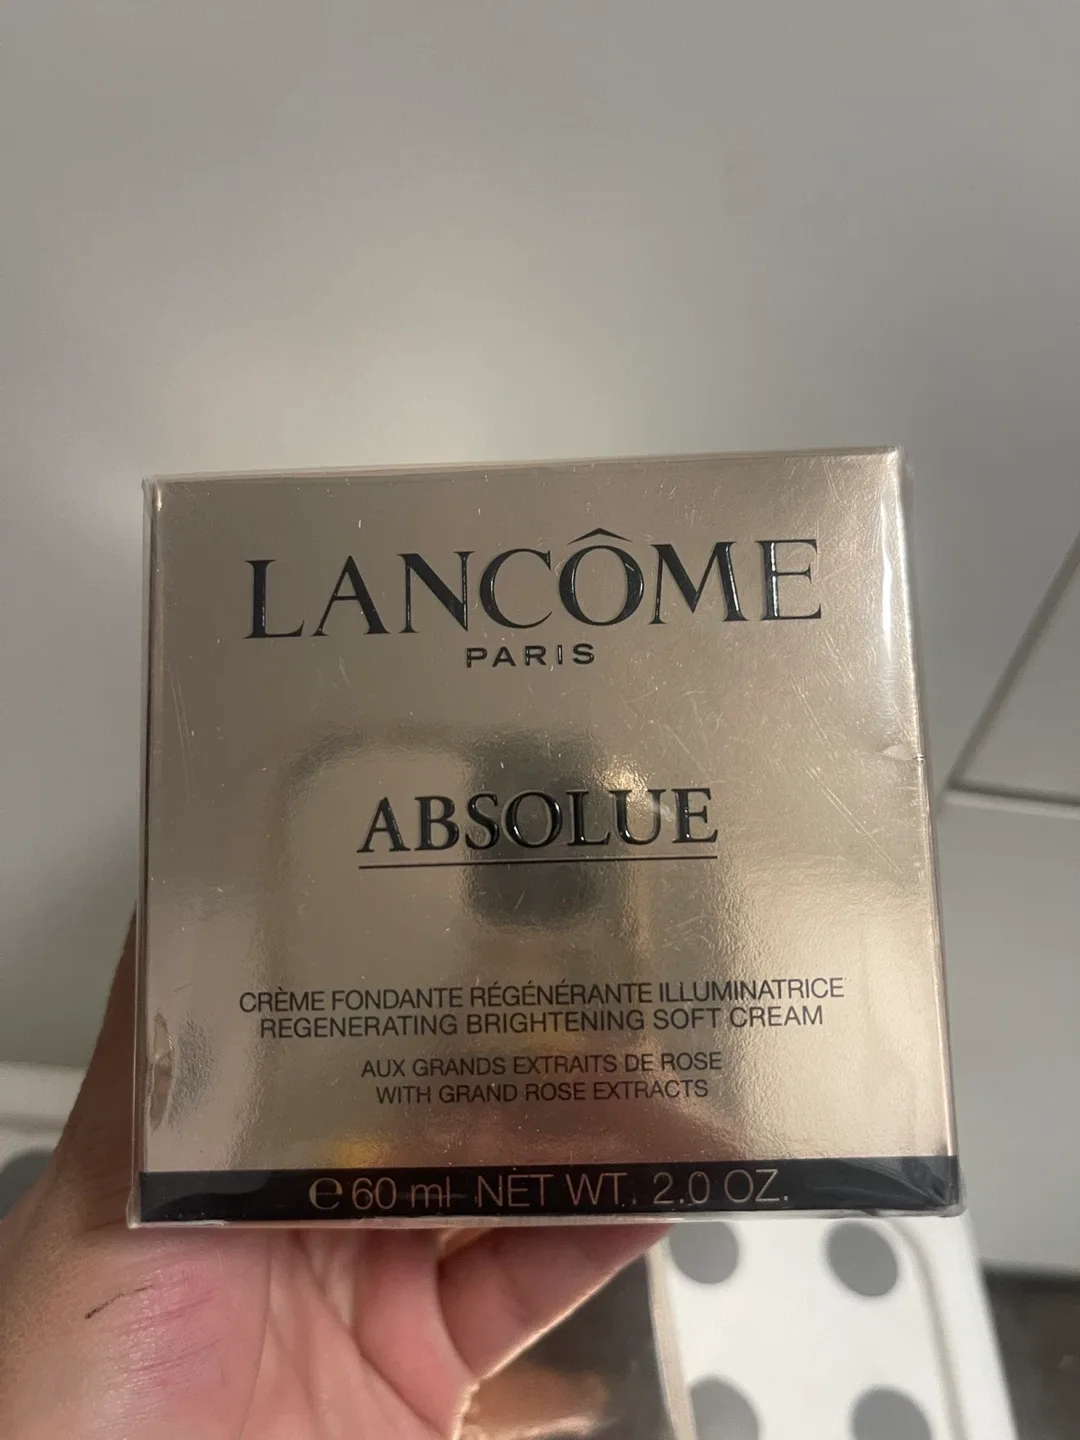 LANCÔME
PARIS
ABSOLUE
CRÈME FONDANTE RÉGÉNÉRANTE ILLUMINATRICE
REGENERATING BRIGHTENING SOFT CREAM
AUX GRANDS EXTRAITS DE ROSE
WITH GRAND ROSE EXTRACTS
℮ 60 ml NET WT. 2.0 OZ.